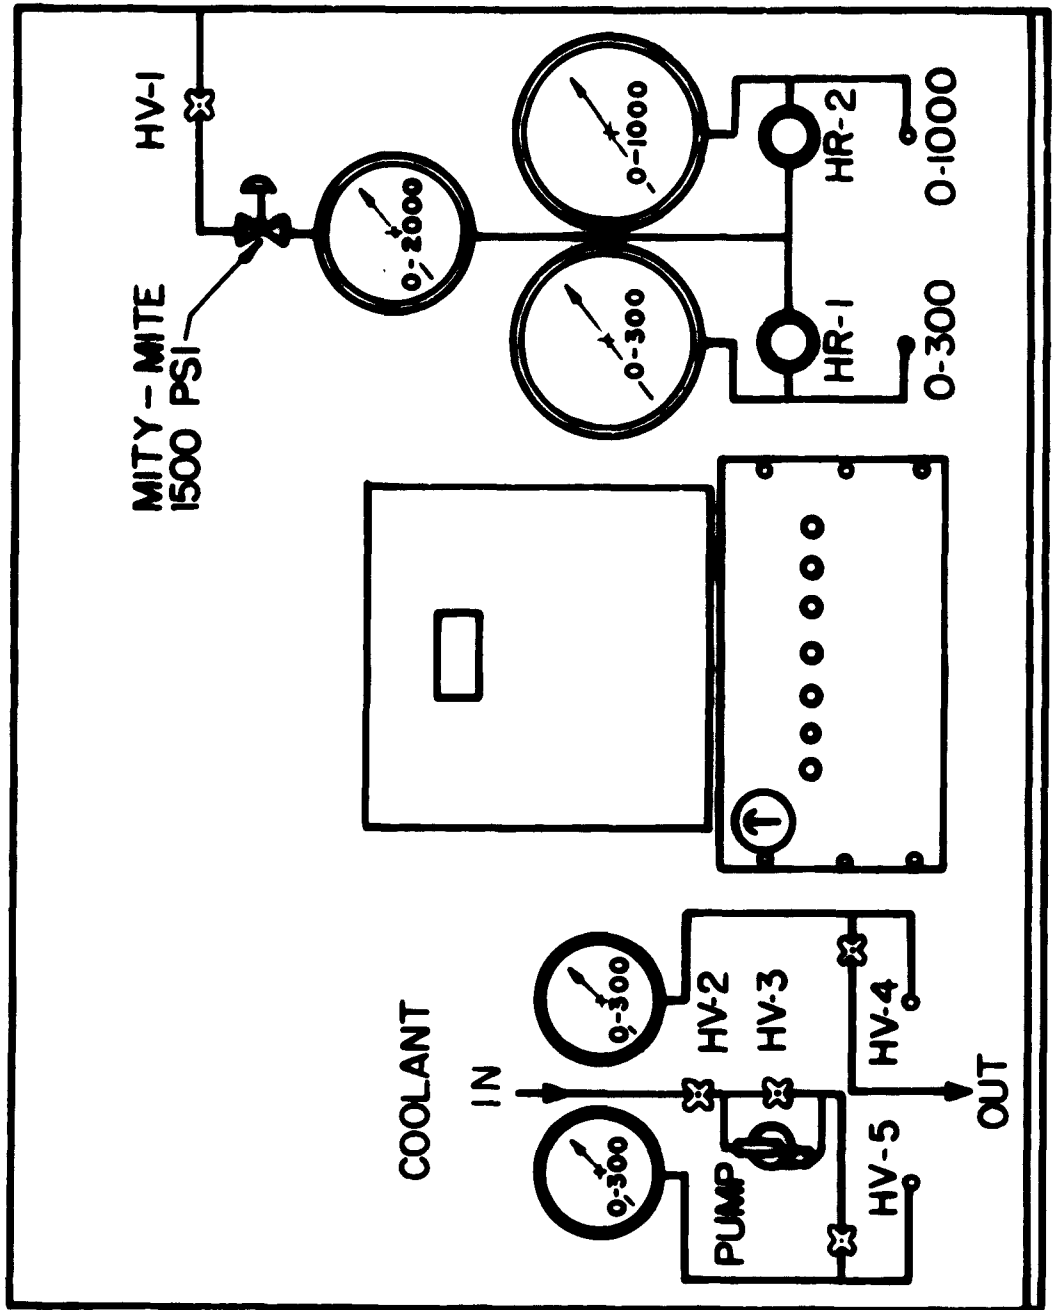 HV-1
MITY-MITE
1500 PSI
0-2000
0-1000
0-300
HR-2
HR-1
0-1000
0-300
COOLANT
IN
0-300
0-300
HV-2
HV-3
PUMP
HV-4
HV-5
OUT